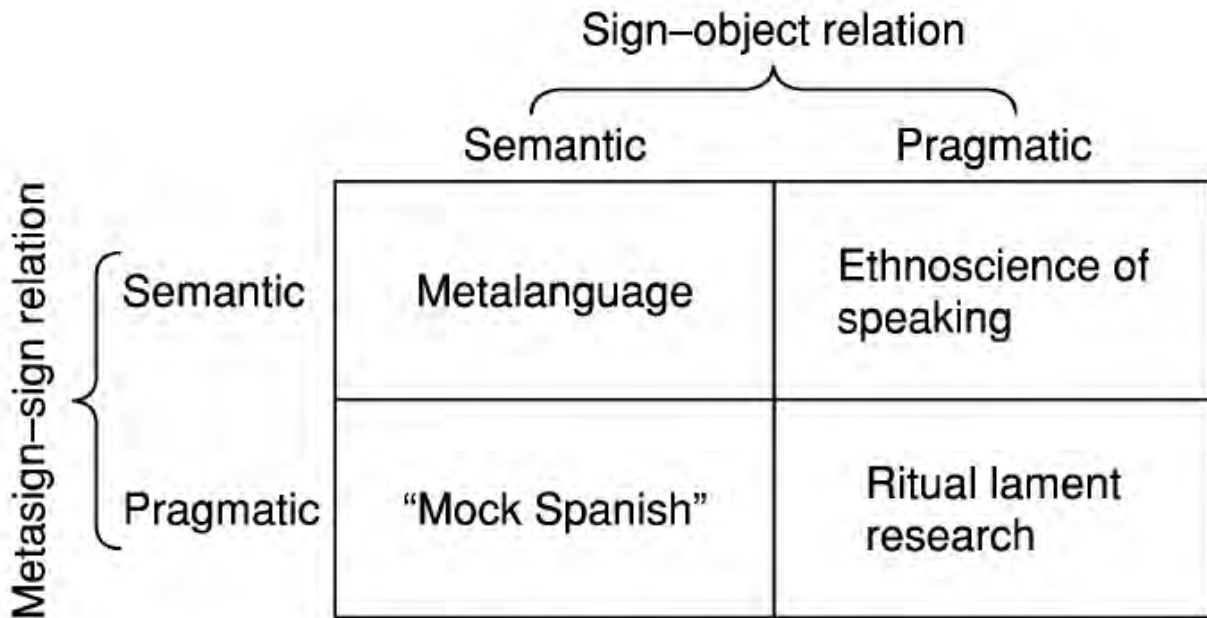 Sign–object relation
Semantic
Pragmatic
Metasign–sign relation
Semantic
Metalanguage
Ethnoscience of
speaking
Pragmatic
“Mock Spanish”
Ritual lament
research